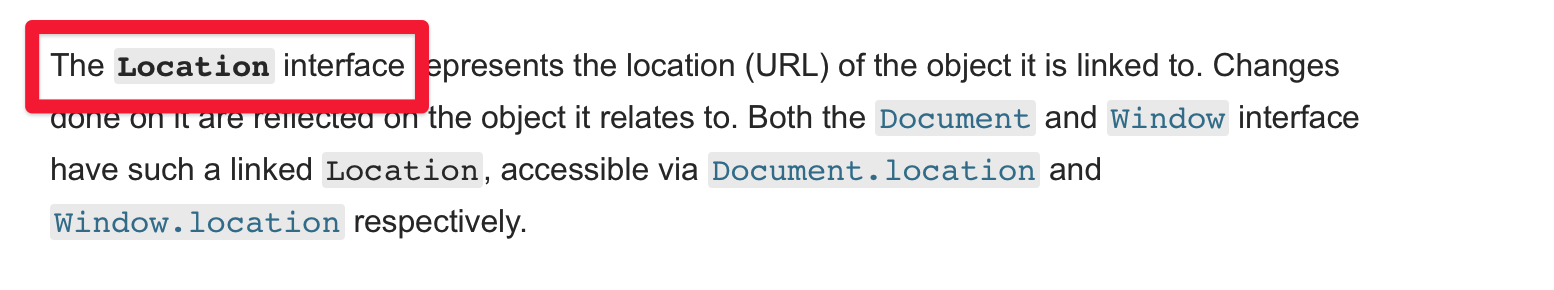 The Location interface represents the location (URL) of the object it is linked to. Changes
done on it are reflected on the object it relates to. Both the Document and Window interface
have such a linked Location, accessible via Document.location and
Window.location respectively.